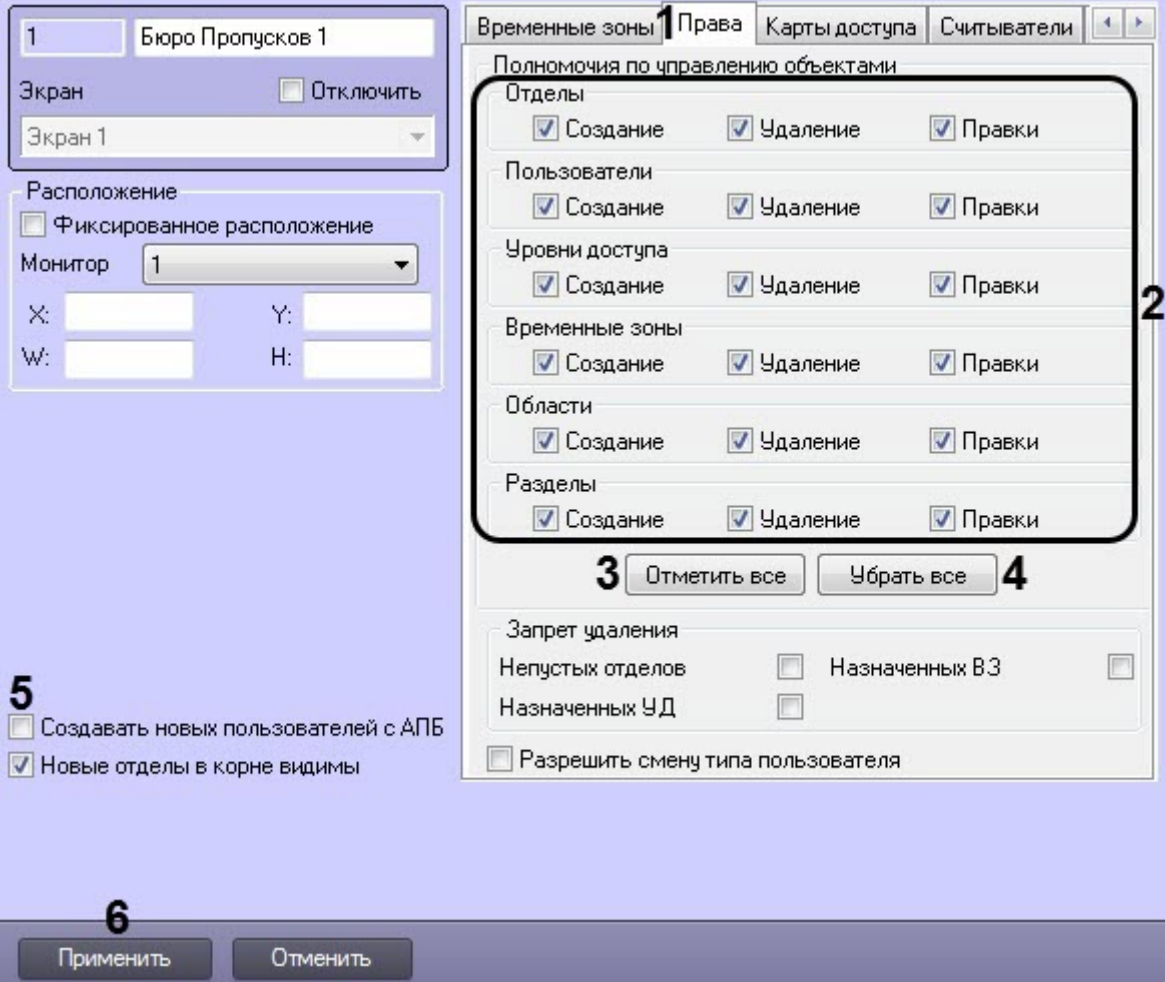 1 Бюро Пропусков 1
Экран Отключить
Экран 1
Расположение
Фиксированное расположение
Монитор 1
X: Y:
W: H:
5
Создавать новых пользователей с АПБ
Новые отделы в корне видимы
Временные зоны 1 Права Карты доступа Считыватели
Полномочия по управлению объектами
Отделы
Создание Удаление Правки
Пользователи
Создание Удаление Правки
Уровни доступа
Создание Удаление Правки
2
Временные зоны
Создание Удаление Правки
Области
Создание Удаление Правки
Разделы
Создание Удаление Правки
3 Отметить все Убрать все 4
Запрет удаления
Непустых отделов Назначенных ВЗ
Назначенных УД
Разрешить смену типа пользователя
6
Применить Отменить